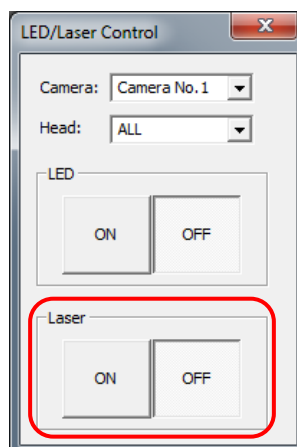 LED/Laser Control
Camera: Camera No.1
Head: ALL
LED
ON OFF
Laser
ON OFF